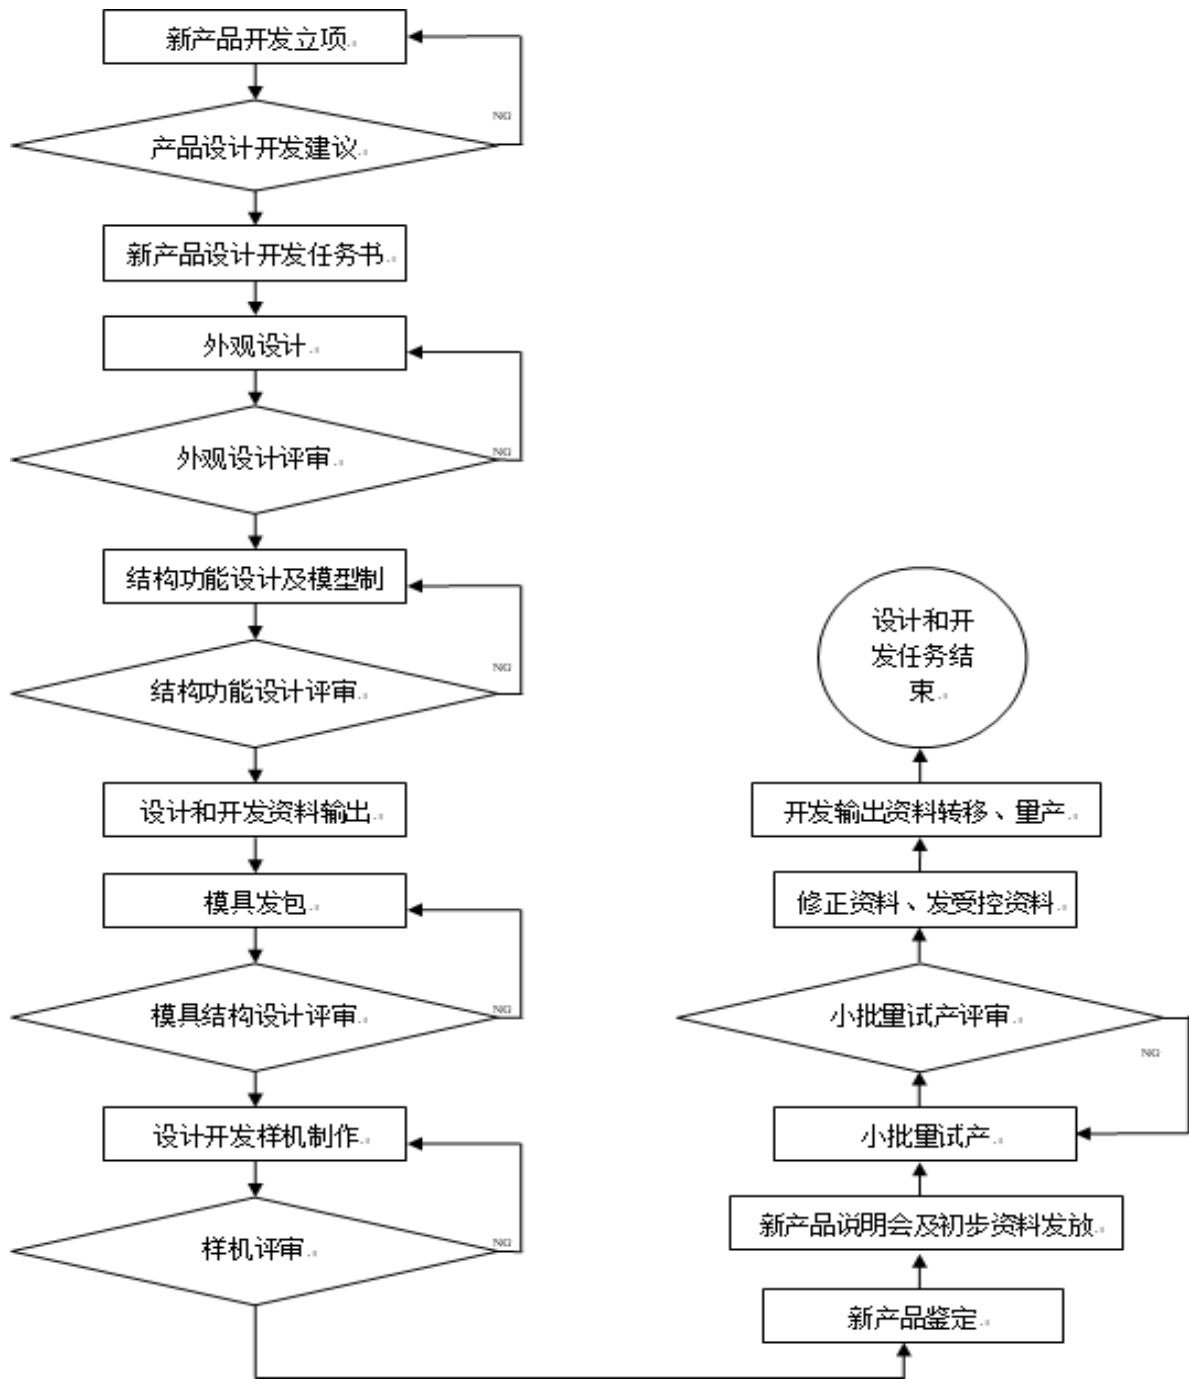 新产品开发立项
NG
产品设计开发建议
新产品设计开发任务书
外观设计
外观设计评审
NG
结构功能设计及模型制
结构功能设计评审
NG
设计和开发资料输出
模具发包
模具结构设计评审
NG
设计开发样机制作
样机评审
NG
新产品鉴定
新产品说明会及初步资料发放
小批量试产
小批量试产评审
NG
修正资料、发受控资料
开发输出资料转移、量产
设计和开
发任务结
束